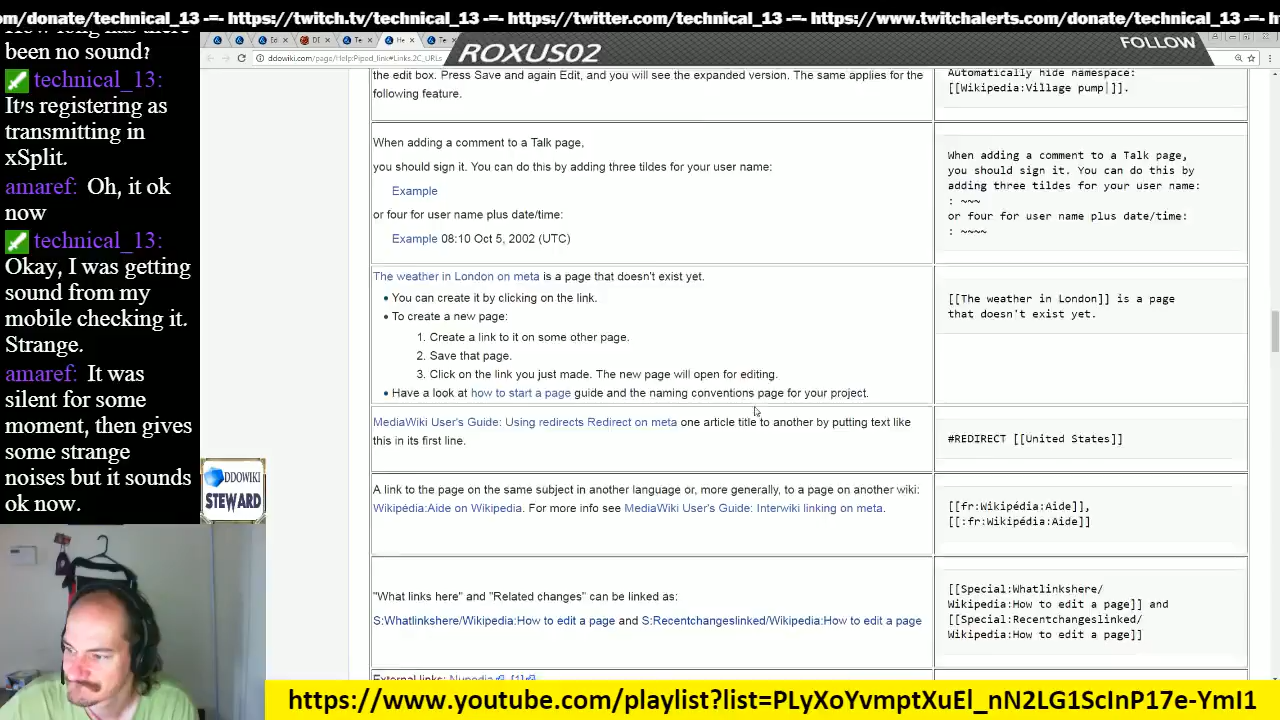 om/donate/technical_13 -=- https://twitch.tv/technical_13 -=- https://twitter.com/technical_13 -=- https://www.twitchalerts.com/donate/technical_13 -=- h
been no sound?
technical_13:
It's registering as
transmitting in
xSplit.
amaref: Oh, it ok
now
technical_13:
Okay, I was getting
sound from my
mobile checking it.
Strange.
amaref: It was
silent for some
moment, then gives
some strange
noises but it sounds
ok now.
DDOWIKI
STEWARD
ROXUS02
FOLLOW
ddowiki.com/page/Help:Piped_link#Links.2C_URLs
the edit box. Press Save and again Edit, and you will see the expanded version. The same applies for the
following feature.
Automatically hide namespace:
[[Wikipedia:Village pump|]].
When adding a comment to a Talk page,
you should sign it. You can do this by adding three tildes for your user name:
Example
or four for user name plus date/time:
Example 08:10 Oct 5, 2002 (UTC)
When adding a comment to a Talk page,
you should sign it. You can do this by
adding three tildes for your user name:
: ~~~
or four for user name plus date/time:
: ~~~~
The weather in London on meta is a page that doesn't exist yet.
• You can create it by clicking on the link.
• To create a new page:
1. Create a link to it on some other page.
2. Save that page.
3. Click on the link you just made. The new page will open for editing.
• Have a look at how to start a page guide and the naming conventions page for your project.
[[The weather in London]] is a page
that doesn't exist yet.
MediaWiki User's Guide: Using redirects Redirect on meta one article title to another by putting text like
this in its first line.
#REDIRECT [[United States]]
A link to the page on the same subject in another language or, more generally, to a page on another wiki:
Wikipédia:Aide on Wikipedia. For more info see MediaWiki User's Guide: Interwiki linking on meta.
[[fr:Wikipédia:Aide]],
[[:fr:Wikipédia:Aide]]
"What links here" and "Related changes" can be linked as:
S:Whatlinkshere/Wikipedia:How to edit a page and S:Recentchangeslinked/Wikipedia:How to edit a page
[[Special:Whatlinkshere/
Wikipedia:How to edit a page]] and
[[Special:Recentchangeslinked/
Wikipedia:How to edit a page]]
External links: Nupedia, [1]
https://www.youtube.com/playlist?list=PLyXoYvmptXuEl_nN2LG1ScInP17e-YmI1